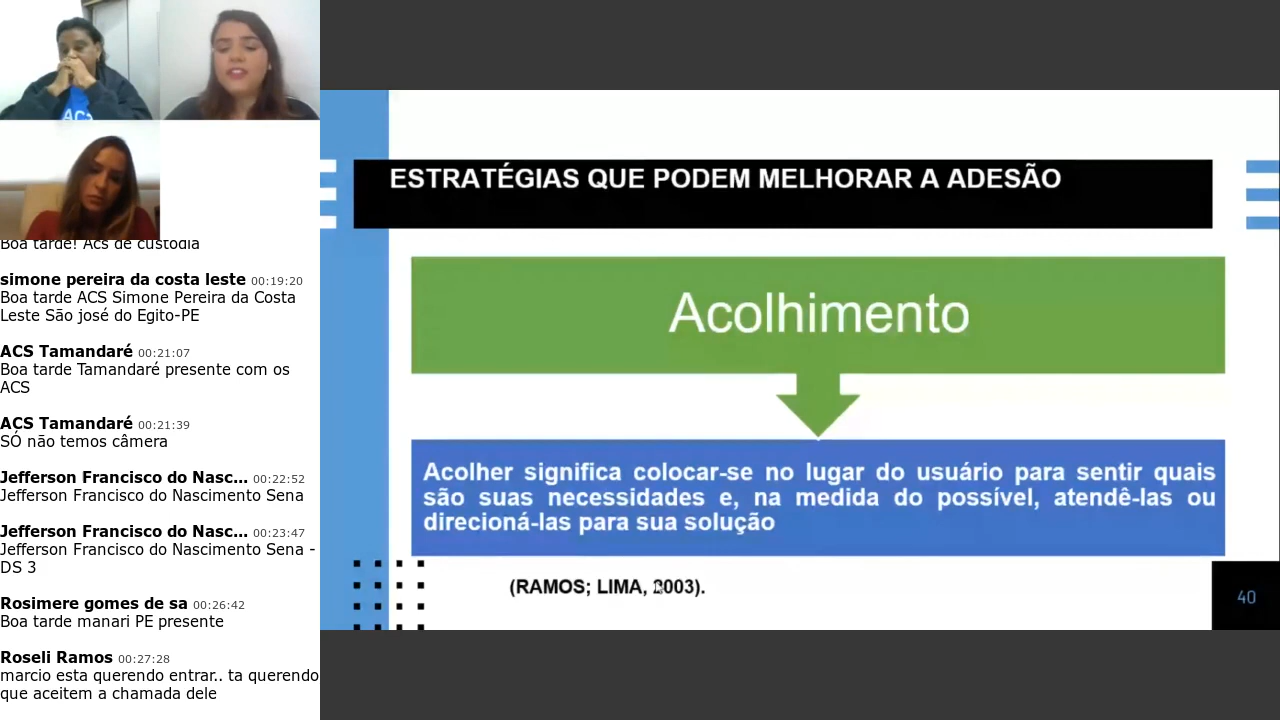 AC
Boa tarde! Acs de custodia
simone pereira da costa leste 00:19:20
Boa tarde ACS Simone Pereira da Costa
Leste São josé do Egito-PE
ACS Tamandaré 00:21:07
Boa tarde Tamandaré presente com os
ACS
ACS Tamandaré 00:21:39
SÓ não temos câmera
Jefferson Francisco do Nasc... 00:22:52
Jefferson Francisco do Nascimento Sena
Jefferson Francisco do Nasc... 00:23:47
Jefferson Francisco do Nascimento Sena -
DS 3
Rosimere gomes de sa 00:26:42
Boa tarde manari PE presente
Roseli Ramos 00:27:28
marcio esta querendo entrar.. ta querendo
que aceitem a chamada dele
ESTRATÉGIAS QUE PODEM MELHORAR A ADESÃO
Acolhimento
Acolher significa colocar-se no lugar do usuário para sentir quais
são suas necessidades e, na medida do possível, atendê-las ou
direcioná-las para sua solução
(RAMOS; LIMA, 2003).
40